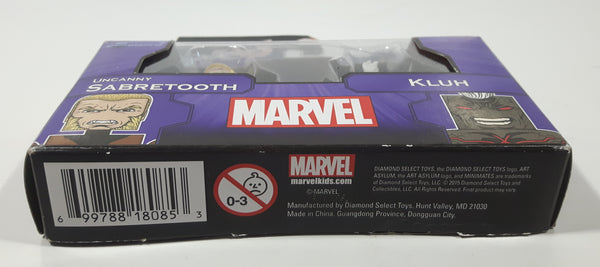 UNCANNY
SABRETOOTH
KLUH
MARVEL
6 99788 18085 3
0-3
MARVEL
marvelkids.com
© MARVEL
DIAMOND SELECT TOYS, the DIAMOND SELECT TOYS logo, ART
ASYLUM, the ART ASYLUM logo, and MINIMATES are trademarks
of Diamond Select Toys, LLC. © 2015 Diamond Select Toys and
Collectibles, LLC. All Rights Reserved. Final product may vary.
Manufactured by Diamond Select Toys, Hunt Valley, MD 21030
Made in China. Guangdong Province, Dongguan City.